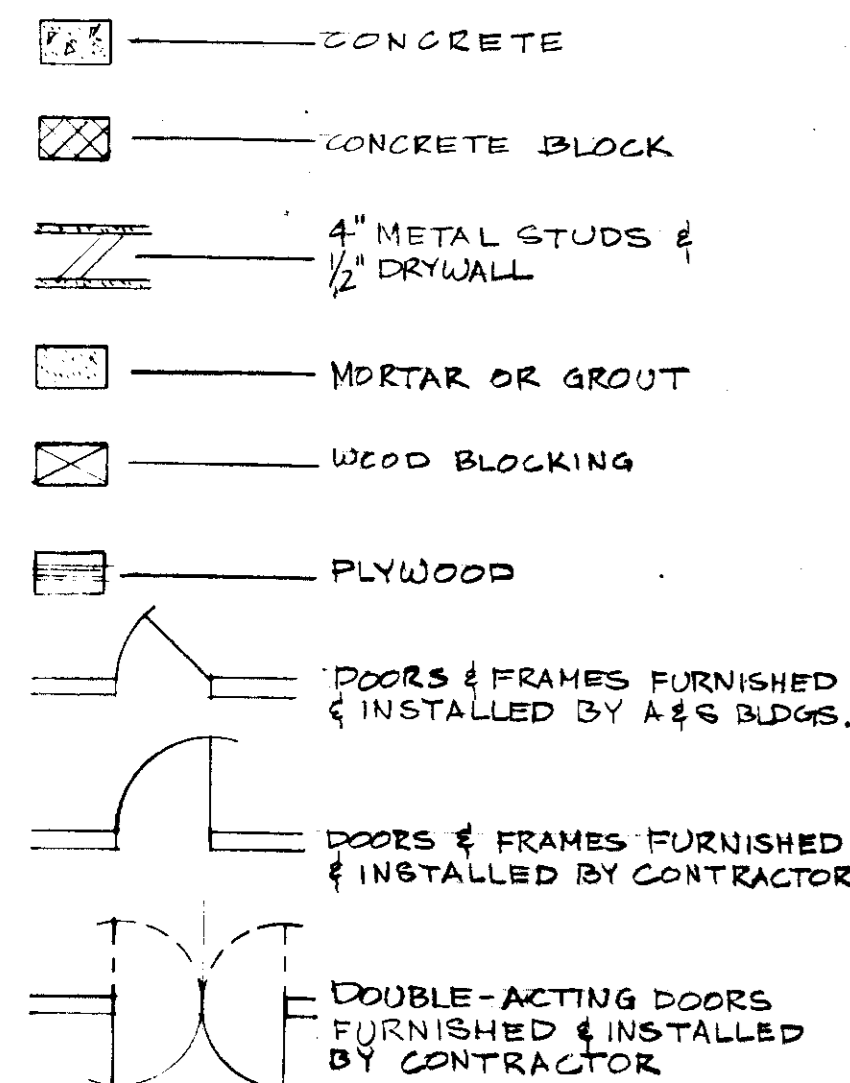 CONCRETE
CONCRETE BLOCK
4" METAL STUDS &
1/2" DRYWALL
MORTAR OR GROUT
WOOD BLOCKING
PLYWOOD
DOORS & FRAMES FURNISHED
& INSTALLED BY A & S BLDGS.
DOORS & FRAMES FURNISHED
& INSTALLED BY CONTRACTOR
DOUBLE-ACTING DOORS
FURNISHED & INSTALLED
BY CONTRACTOR